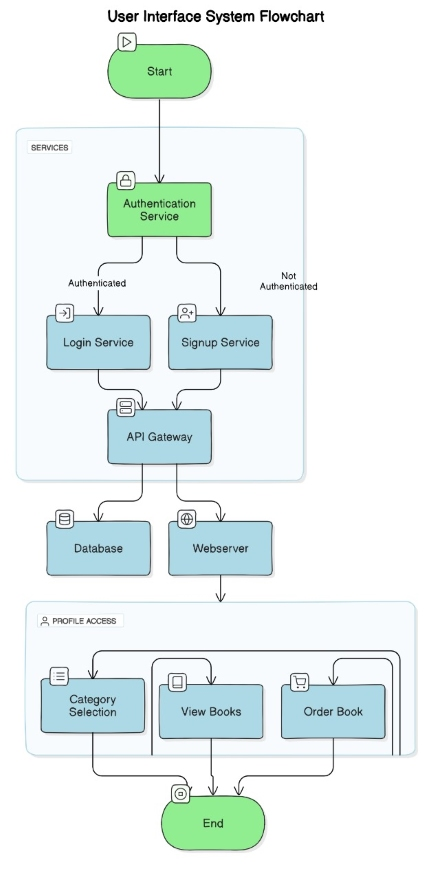 User Interface System Flowchart
Start
SERVICES
Authentication
Service
Authenticated
Not
Authenticated
Login Service
Signup Service
API Gateway
Database
Webserver
PROFILE ACCESS
Category
Selection
View Books
Order Book
End